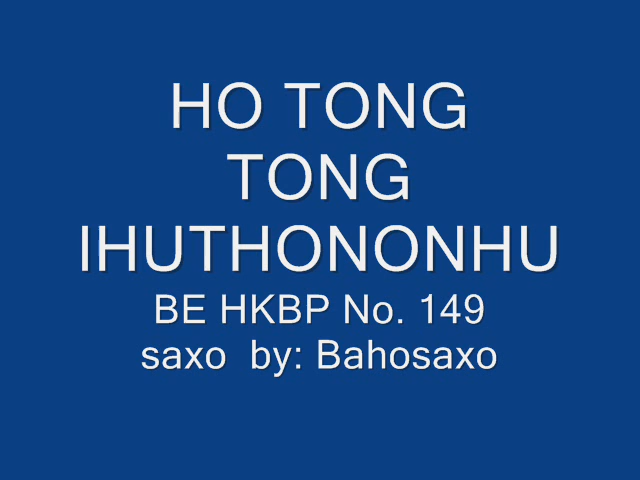 HO TONG
TONG
IHUTHONONHU
BE HKBP No. 149
saxo  by: Bahosaxo